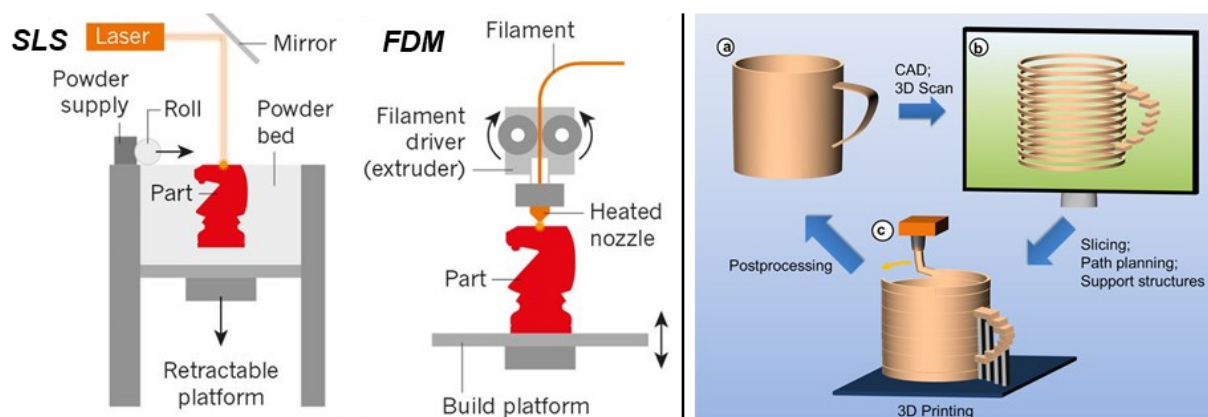 SLS
Laser
Mirror
Powder
supply
Roll
Powder
bed
Part
Retractable
platform
FDM
Filament
Filament
driver
(extruder)
Heated
nozzle
Part
Build platform
a
CAD;
3D Scan
b
Slicing;
Path planning;
Support structures
c
Postprocessing
3D Printing